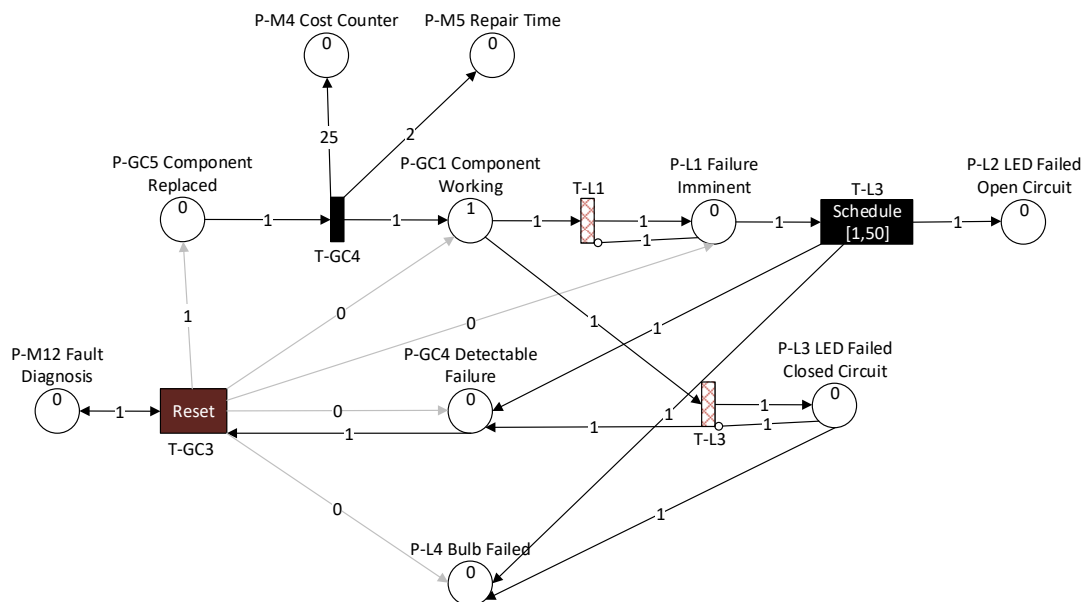 P-M4 Cost Counter
0
P-M5 Repair Time
0
25
2
P-GC5 Component
Replaced
0
1
T-GC4
1
P-GC1 Component
Working
1
1
T-L1
1
1
P-L1 Failure
Imminent
0
1
T-L3
Schedule
[1,50]
1
P-L2 LED Failed
Open Circuit
0
1
0
0
1
1
P-M12 Fault
Diagnosis
0
1
Reset
T-GC3
0
1
P-GC4 Detectable
Failure
0
1
1
T-L3
1
1
P-L3 LED Failed
Closed Circuit
0
0
1
P-L4 Bulb Failed
0